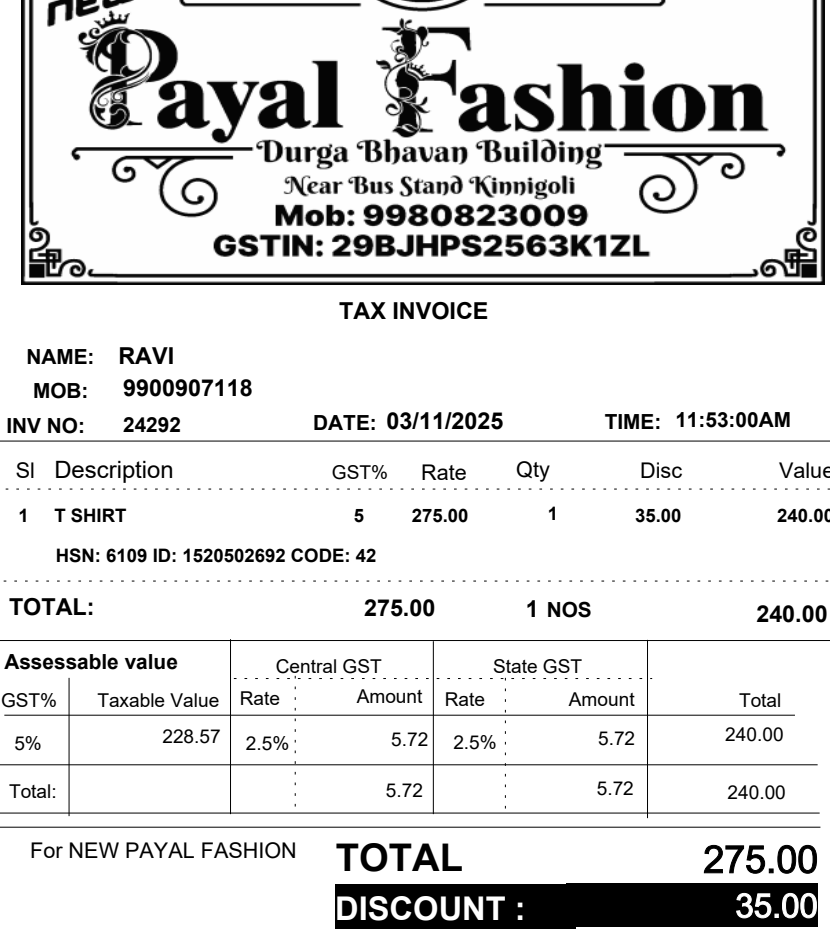 new
Payal Fashion
Durga Bhavan Building
Near Bus Stand Kinnigoli
Mob: 9980823009
GSTIN: 29BJHPS2563K1ZL
TAX INVOICE
NAME: RAVI
MOB: 9900907118
INV NO: 24292 DATE: 03/11/2025 TIME: 11:53:00AM
Sl Description GST% Rate Qty Disc Value
1 T SHIRT 5 275.00 1 35.00 240.00
HSN: 6109 ID: 1520502692 CODE: 42
TOTAL: 275.00 1 NOS 240.00
Assessable value Central GST State GST
GST% Taxable Value Rate Amount Rate Amount Total
5% 228.57 2.5% 5.72 2.5% 5.72 240.00
Total: 5.72 5.72 240.00
For NEW PAYAL FASHION TOTAL 275.00
DISCOUNT : 35.00